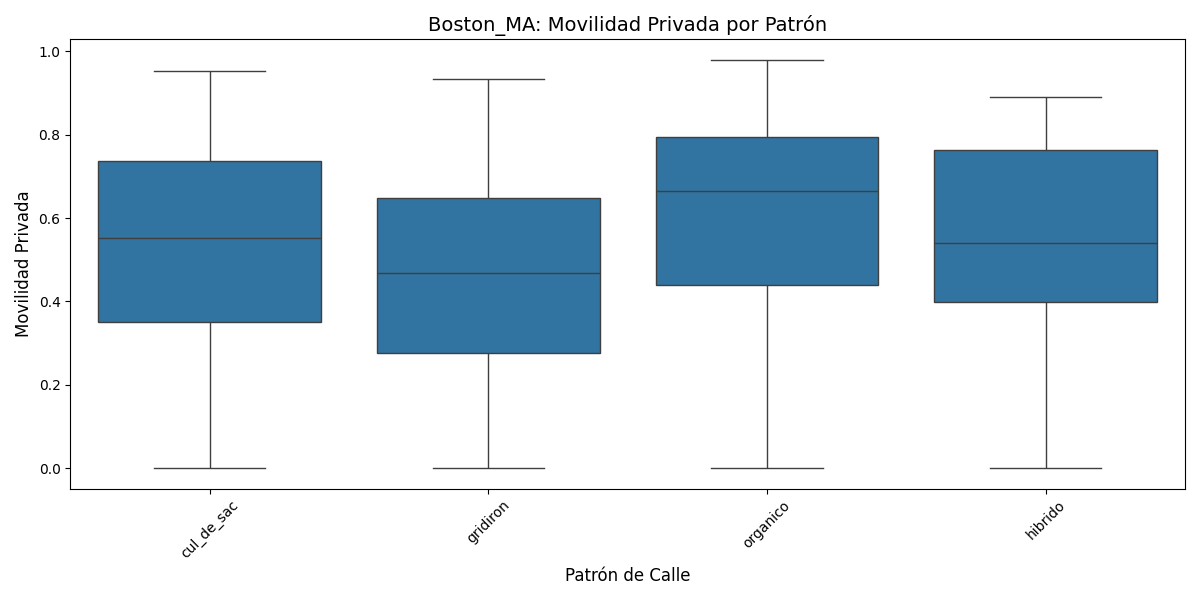 Boston_MA: Movilidad Privada por Patrón
Movilidad Privada
1.0
0.8
0.6
0.4
0.2
0.0
cul_de_sac
gridiron
organico
hibrido
Patrón de Calle